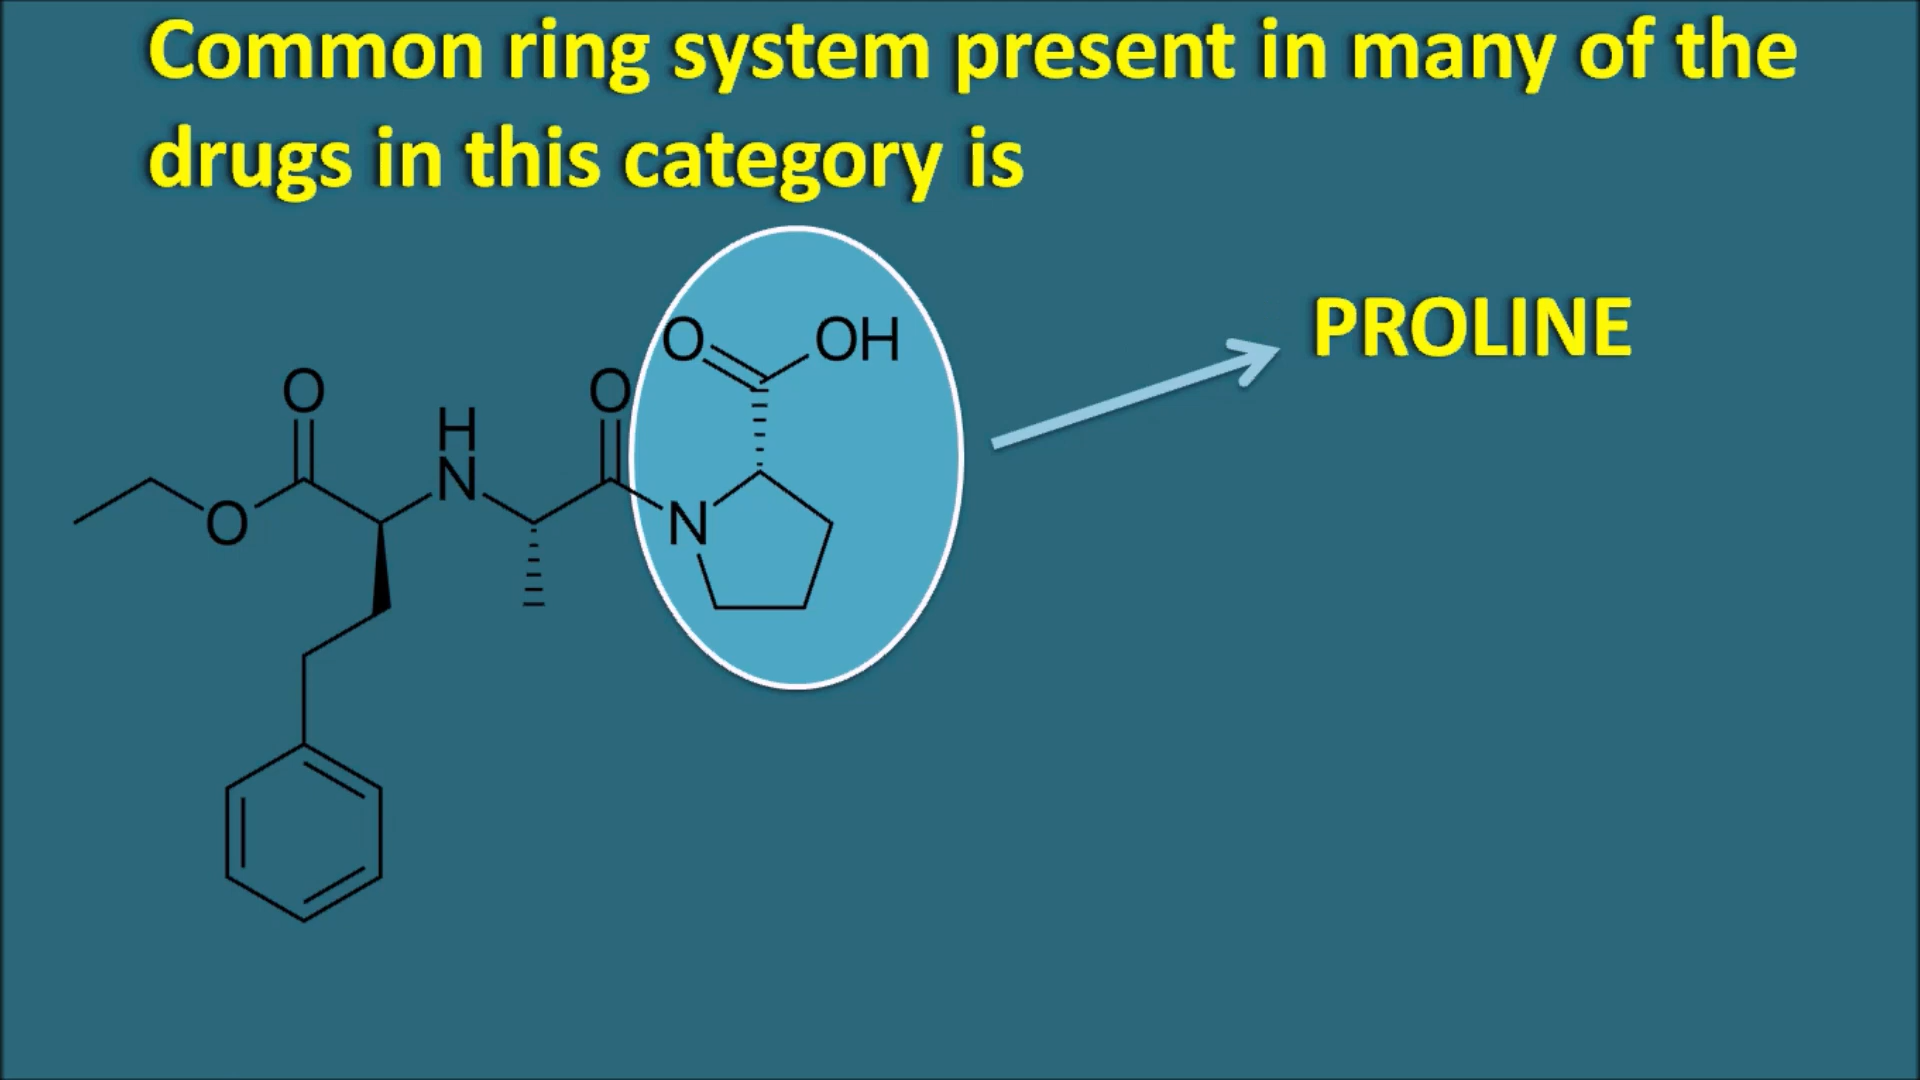 Common ring system present in many of the
drugs in this category is
PROLINE
O OH
O O
H
N
O N